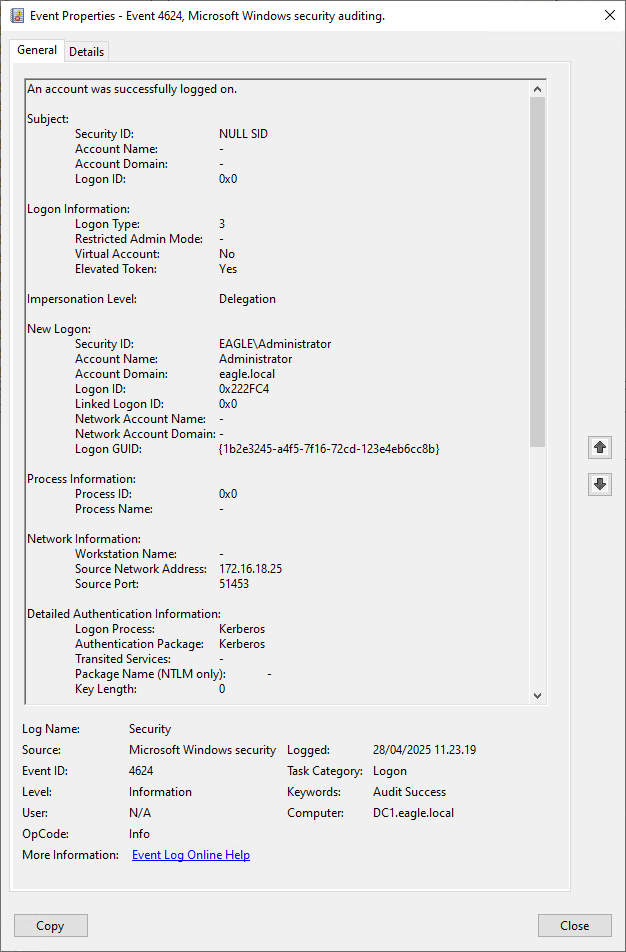 Event Properties - Event 4624, Microsoft Windows security auditing.
General Details
An account was successfully logged on.
Subject:
Security ID: NULL SID
Account Name: -
Account Domain: -
Logon ID: 0x0
Logon Information:
Logon Type: 3
Restricted Admin Mode: -
Virtual Account: No
Elevated Token: Yes
Impersonation Level: Delegation
New Logon:
Security ID: EAGLE\Administrator
Account Name: Administrator
Account Domain: eagle.local
Logon ID: 0x222FC4
Linked Logon ID: 0x0
Network Account Name: -
Network Account Domain: -
Logon GUID: {1b2e3245-a4f5-7f16-72cd-123e4eb6cc8b}
Process Information:
Process ID: 0x0
Process Name: -
Network Information:
Workstation Name: -
Source Network Address: 172.16.18.25
Source Port: 51453
Detailed Authentication Information:
Logon Process: Kerberos
Authentication Package: Kerberos
Transited Services: -
Package Name (NTLM only): -
Key Length: 0
Log Name: Security
Source: Microsoft Windows security Logged: 28/04/2025 11.23.19
Event ID: 4624 Task Category: Logon
Level: Information Keywords: Audit Success
User: N/A Computer: DC1.eagle.local
OpCode: Info
More Information: Event Log Online Help
Copy Close